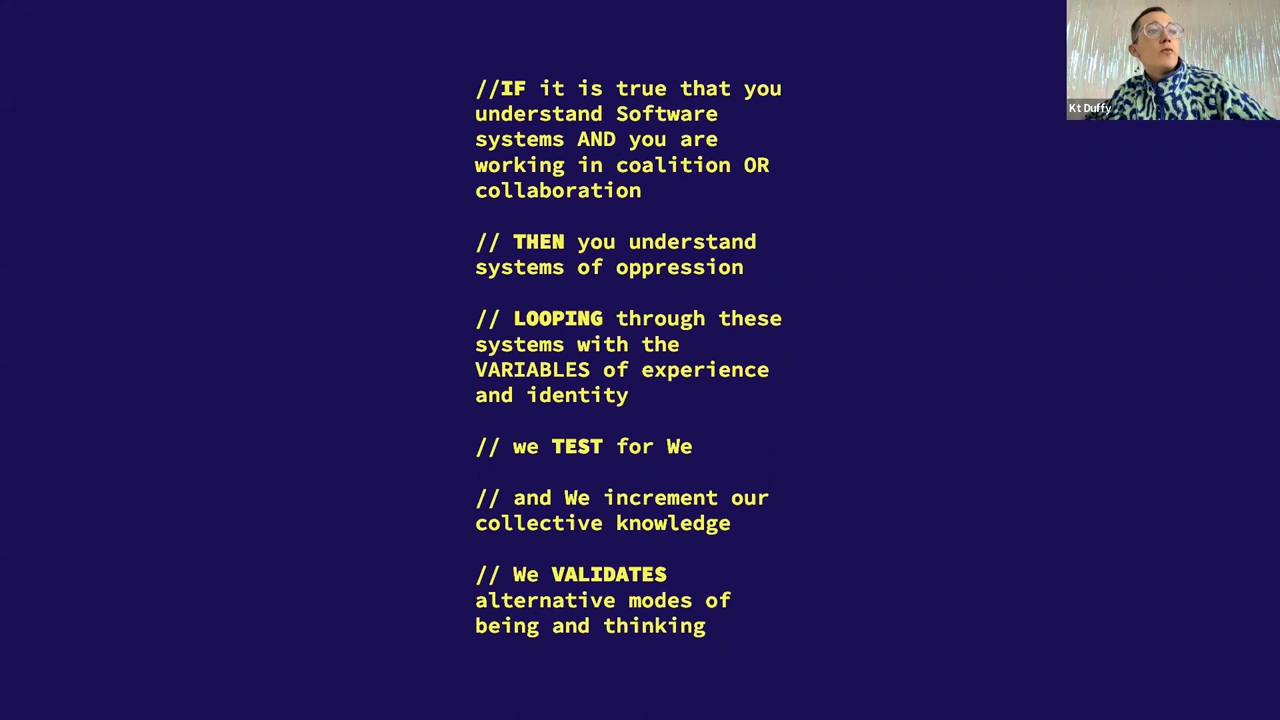 //IF it is true that you
understand Software
systems AND you are
working in coalition OR
collaboration
// THEN you understand
systems of oppression
// LOOPING through these
systems with the
VARIABLES of experience
and identity
// we TEST for We
// and We increment our
collective knowledge
// We VALIDATES
alternative modes of
being and thinking
Kt Duffy